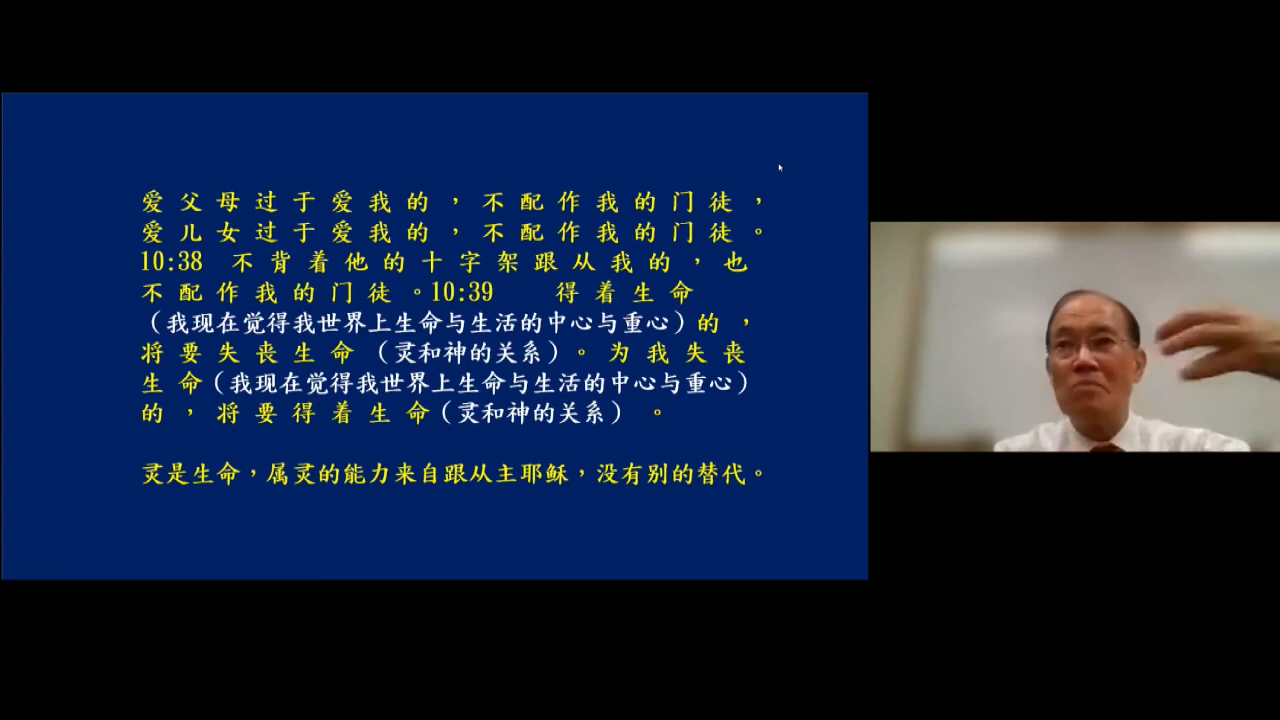 爱父母过于爱我的，不配作我的门徒，
爱儿女过于爱我的，不配作我的门徒。
10:38 不背着他的十字架跟从我的，也
不配作我的门徒。10:39 得着生命
（我现在觉得我世界上生命与生活的中心与重心）的，
将要失丧生命（灵和神的关系）。为我失丧
生命（我现在觉得我世界上生命与生活的中心与重心）
的，将要得着生命（灵和神的关系）。
灵是生命，属灵的能力来自跟从主耶稣，没有别的替代。